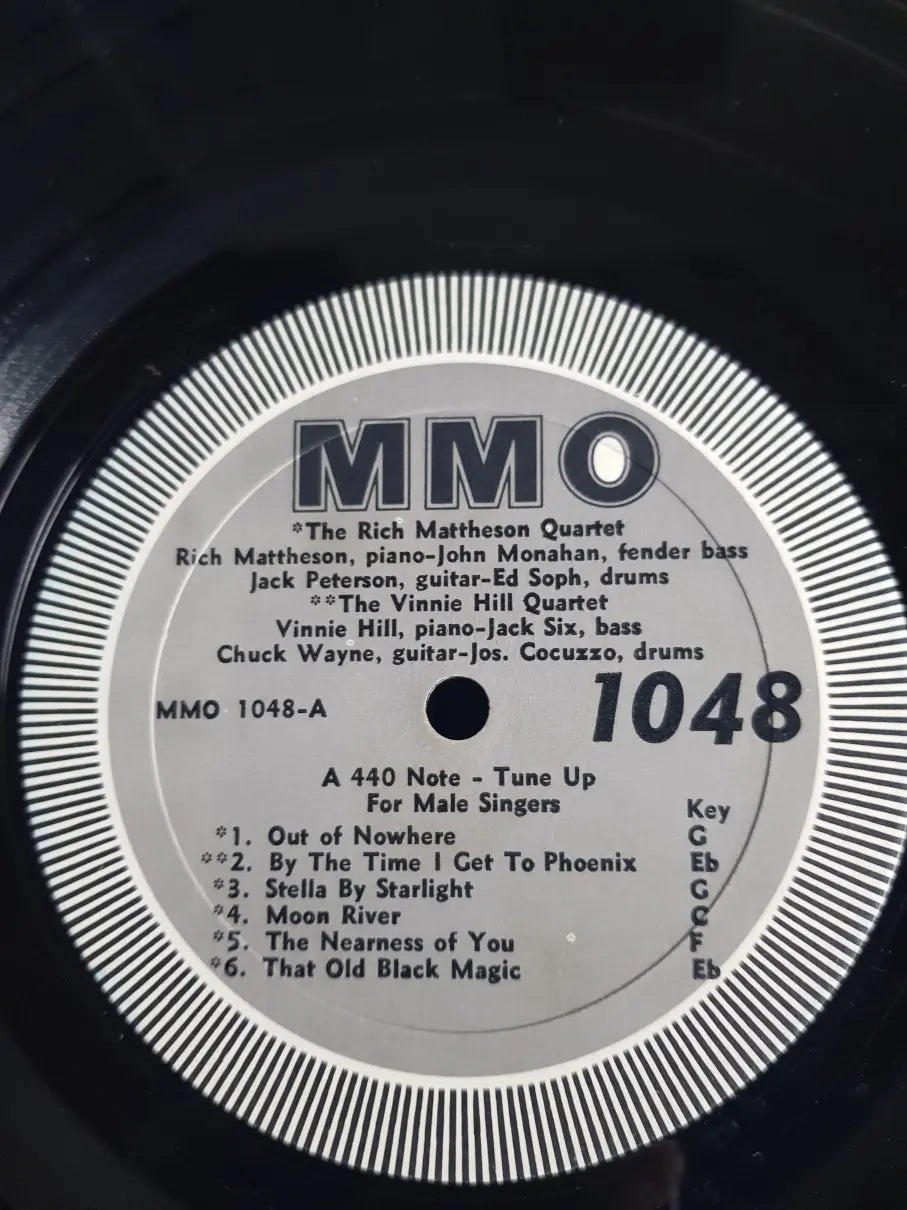 MMO
*The Rich Mattheson Quartet
Rich Mattheson, piano-John Monahan, fender bass
Jack Peterson, guitar-Ed Soph, drums
**The Vinnie Hill Quartet
Vinnie Hill, piano-Jack Six, bass
Chuck Wayne, guitar-Jos. Cocuzzo, drums
MMO 1048-A
1048
A 440 Note - Tune Up
For Male Singers
Key
*1. Out of Nowhere G
**2. By The Time I Get To Phoenix Eb
*3. Stella By Starlight G
*4. Moon River C
*5. The Nearness of You F
*6. That Old Black Magic Eb